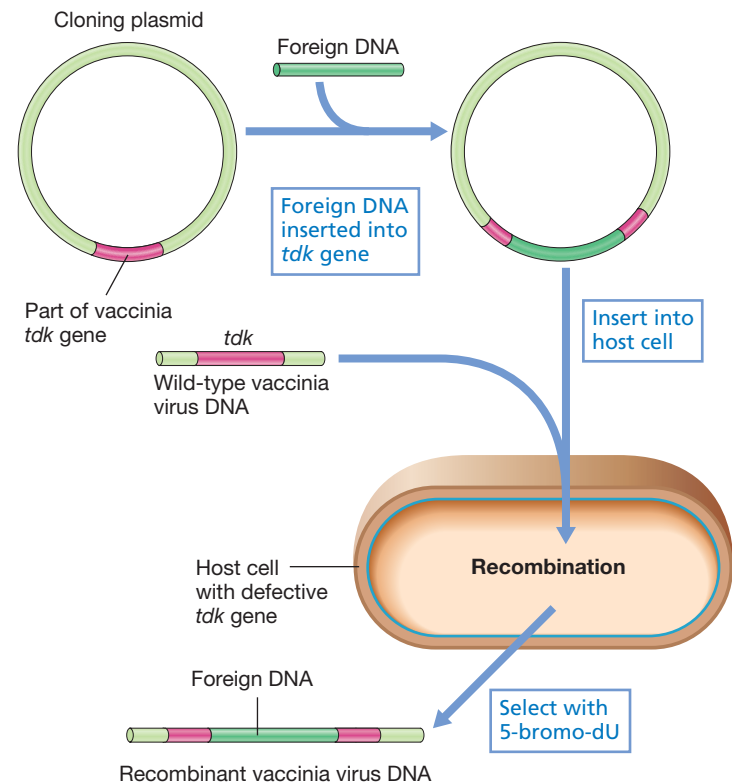 Cloning plasmid
Foreign DNA
Foreign DNA
inserted into
tdk gene
Part of vaccinia
tdk gene
Insert into
host cell
tdk
Wild-type vaccinia
virus DNA
Host cell
with defective
tdk gene
Recombination
Foreign DNA
Select with
5-bromo-dU
Recombinant vaccinia virus DNA